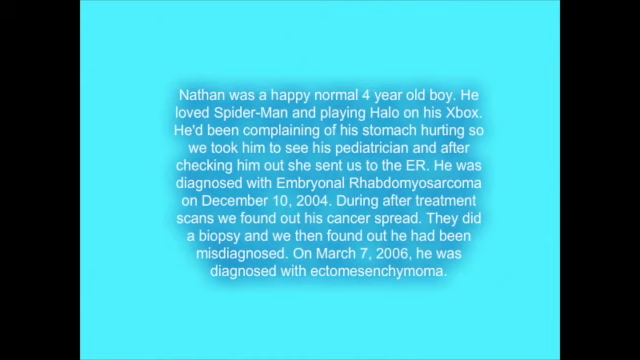 Nathan was a happy normal 4 year old boy. He
loved Spider-Man and playing Halo on his Xbox.
He'd been complaining of his stomach hurting so
we took him to see his pediatrician and after
checking him out she sent us to the ER. He was
diagnosed with Embryonal Rhabdomyosarcoma
on December 10, 2004. During after treatment
scans we found out his cancer spread. They did
a biopsy and we then found out he had been
misdiagnosed. On March 7, 2006, he was
diagnosed with ectomesenchymoma.